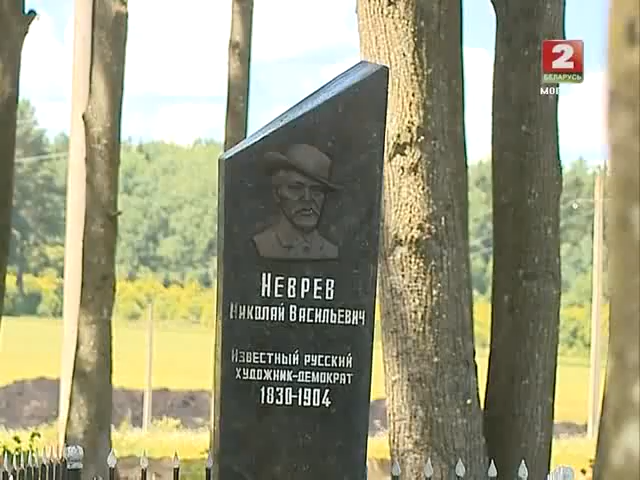 2
БЕЛАРУСЬ
НЕВРЕВ
НИКОЛАЙ ВАСИЛЬЕВИЧ
ИЗВЕСТНЫЙ РУССКИЙ
ХУДОЖНИК-ДЕМОКРАТ
1830-1904